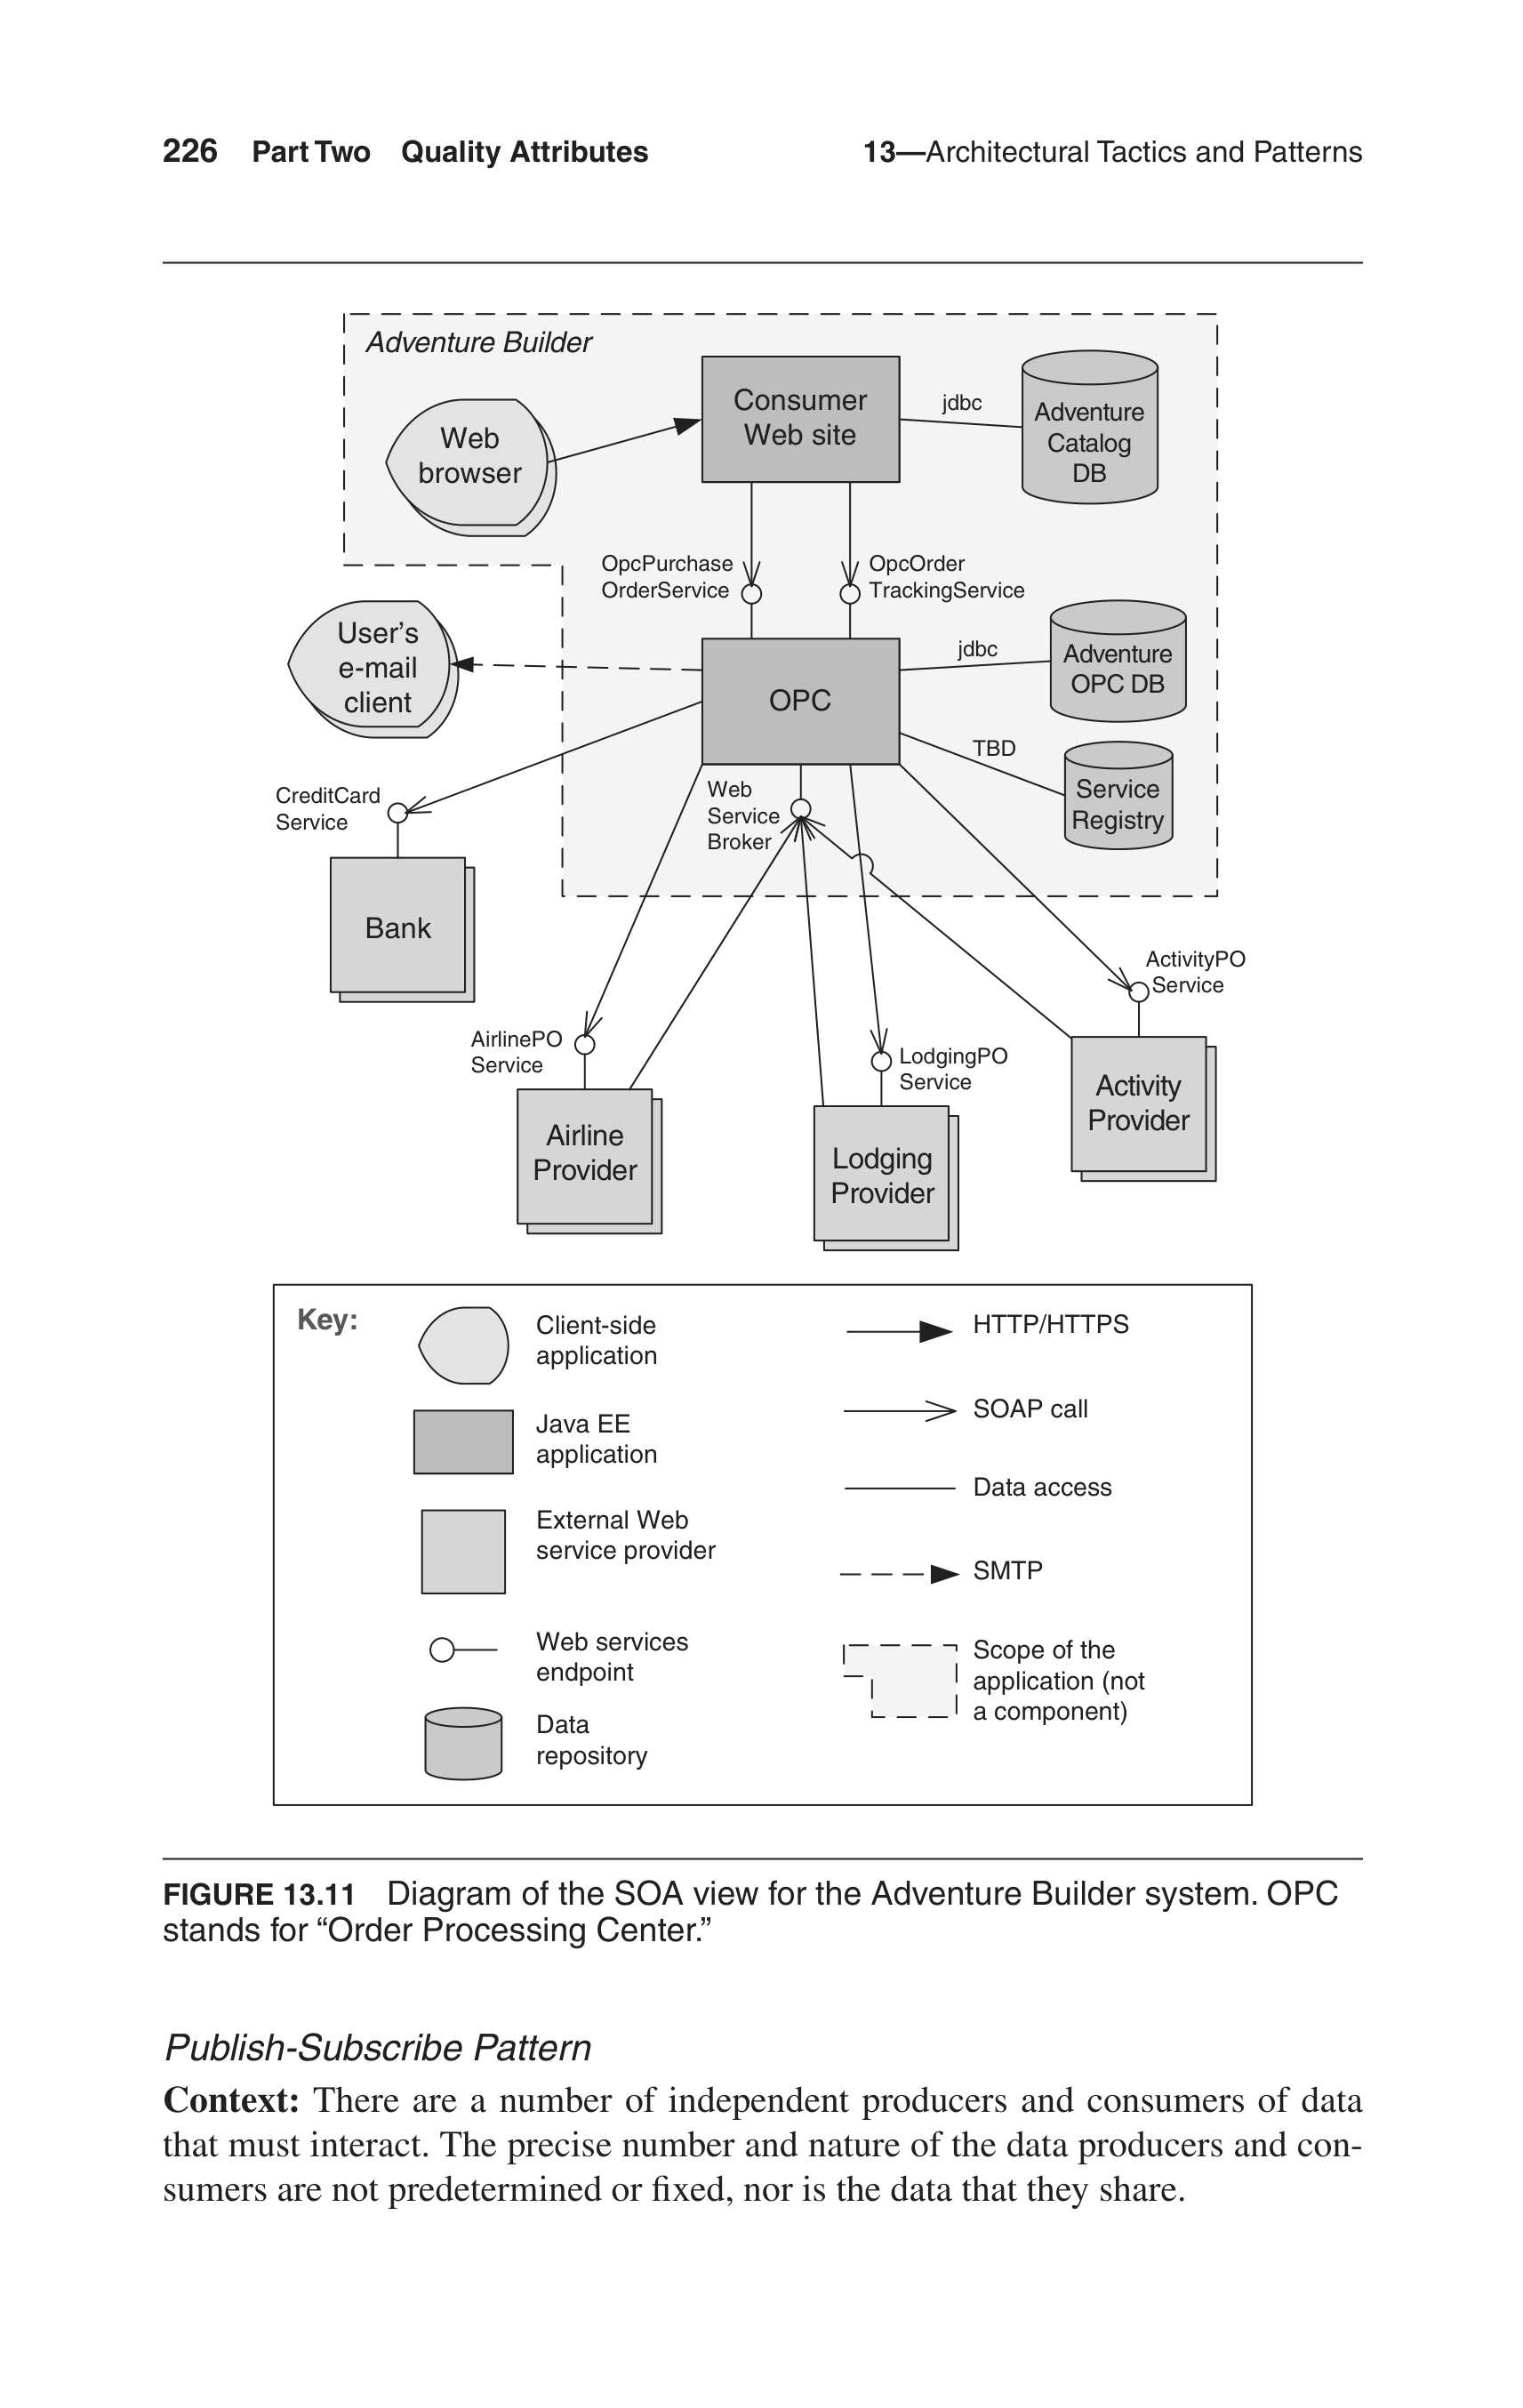 226 Part Two Quality Attributes 13—Architectural Tactics and Patterns
Adventure Builder
Web
browser
Consumer
Web site
jdbc
Adventure
Catalog
DB
OpcPurchase
OrderService
OpcOrder
TrackingService
User’s
e-mail
client
OPC
jdbc
Adventure
OPC DB
TBD
Service
Registry
CreditCard
Service
Web
Service
Broker
Bank
ActivityPO
Service
AirlinePO
Service
LodgingPO
Service
Activity
Provider
Airline
Provider
Lodging
Provider
Key:
Client-side
application
Java EE
application
External Web
service provider
Web services
endpoint
Data
repository
HTTP/HTTPS
SOAP call
Data access
SMTP
Scope of the
application (not
a component)
FIGURE 13.11 Diagram of the SOA view for the Adventure Builder system. OPC
stands for “Order Processing Center.”
Publish-Subscribe Pattern
Context: There are a number of independent producers and consumers of data
that must interact. The precise number and nature of the data producers and con-
sumers are not predetermined or fixed, nor is the data that they share.